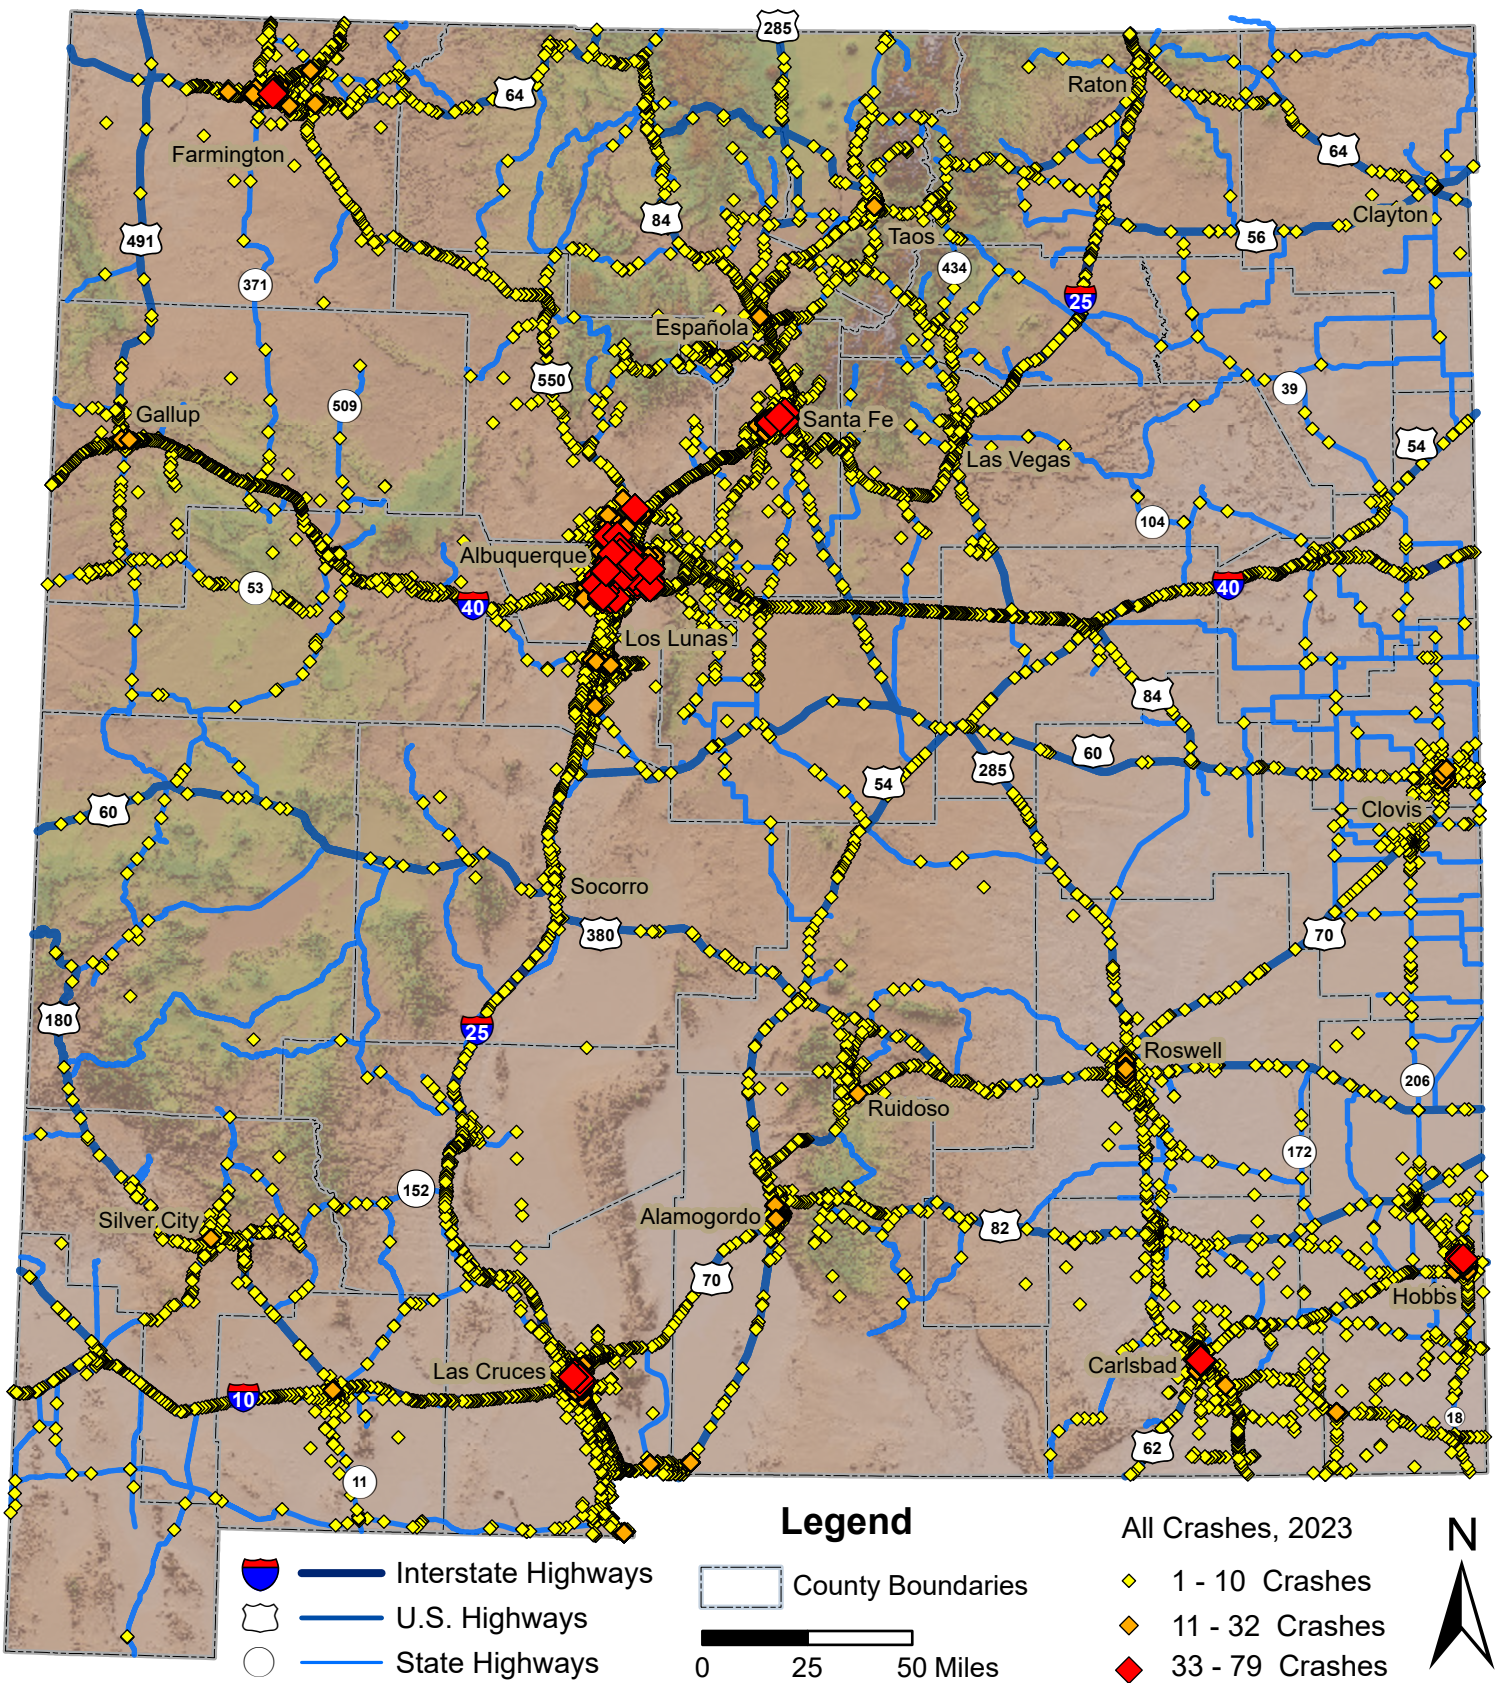 285
Raton
64
Farmington
64
Clayton
84
491
Taos
56
434
371
25
Española
550
39
509
Gallup
Santa Fe
54
Las Vegas
104
Albuquerque
53
40
40
Los Lunas
84
60
285
54
60
Clovis
Socorro
380
70
180
25
Roswell
206
Ruidoso
172
152
Silver City
Alamogordo
82
70
Hobbs
Carlsbad
Las Cruces
10
18
62
11
Legend
Interstate Highways
U.S. Highways
State Highways
County Boundaries
0 25 50 Miles
All Crashes, 2023
1 - 10 Crashes
11 - 32 Crashes
33 - 79 Crashes
N